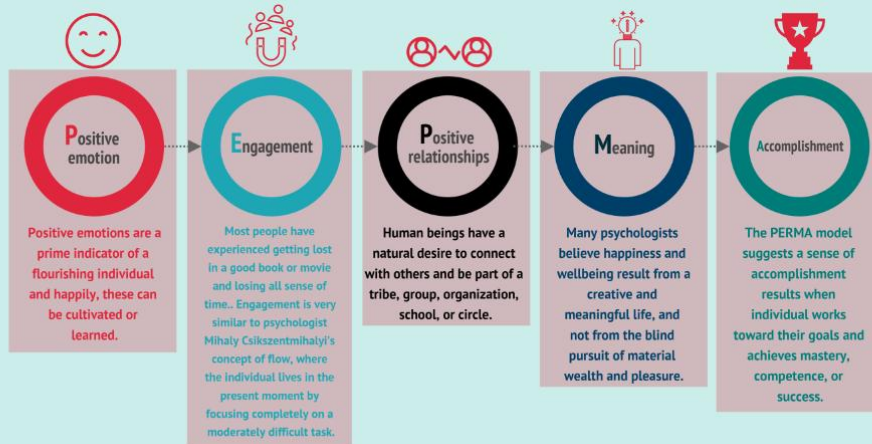 Positive
emotion
Positive emotions are a
prime indicator of a
flourishing individual
and happily, these can
be cultivated or
learned.
Engagement
Most people have
experienced getting lost
in a good book or movie
and losing all sense of
time.. Engagement is very
similar to psychologist
Mihaly Csikszentmihalyi's
concept of flow, where
the individual lives in the
present moment by
focusing completely on a
moderately difficult task.
Positive
relationships
Human beings have a
natural desire to connect
with others and be part of a
tribe, group, organization,
school, or circle.
Meaning
Many psychologists
believe happiness and
wellbeing result from a
creative and
meaningful life, and
not from the blind
pursuit of material
wealth and pleasure.
Accomplishment
The PERMA model
suggests a sense of
accomplishment
results when
individual works
toward their goals and
achieves mastery,
competence, or
success.